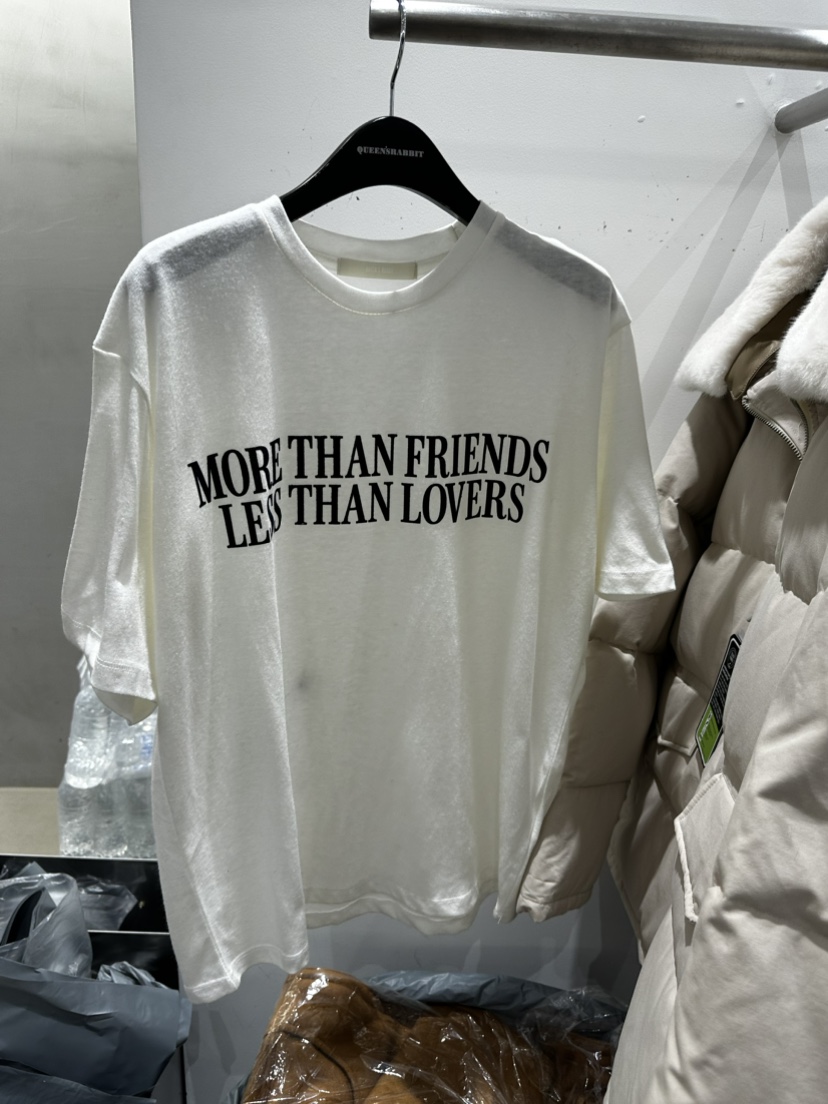 QUEENSRABBIT
MORE THAN FRIENDS
LESS THAN LOVERS